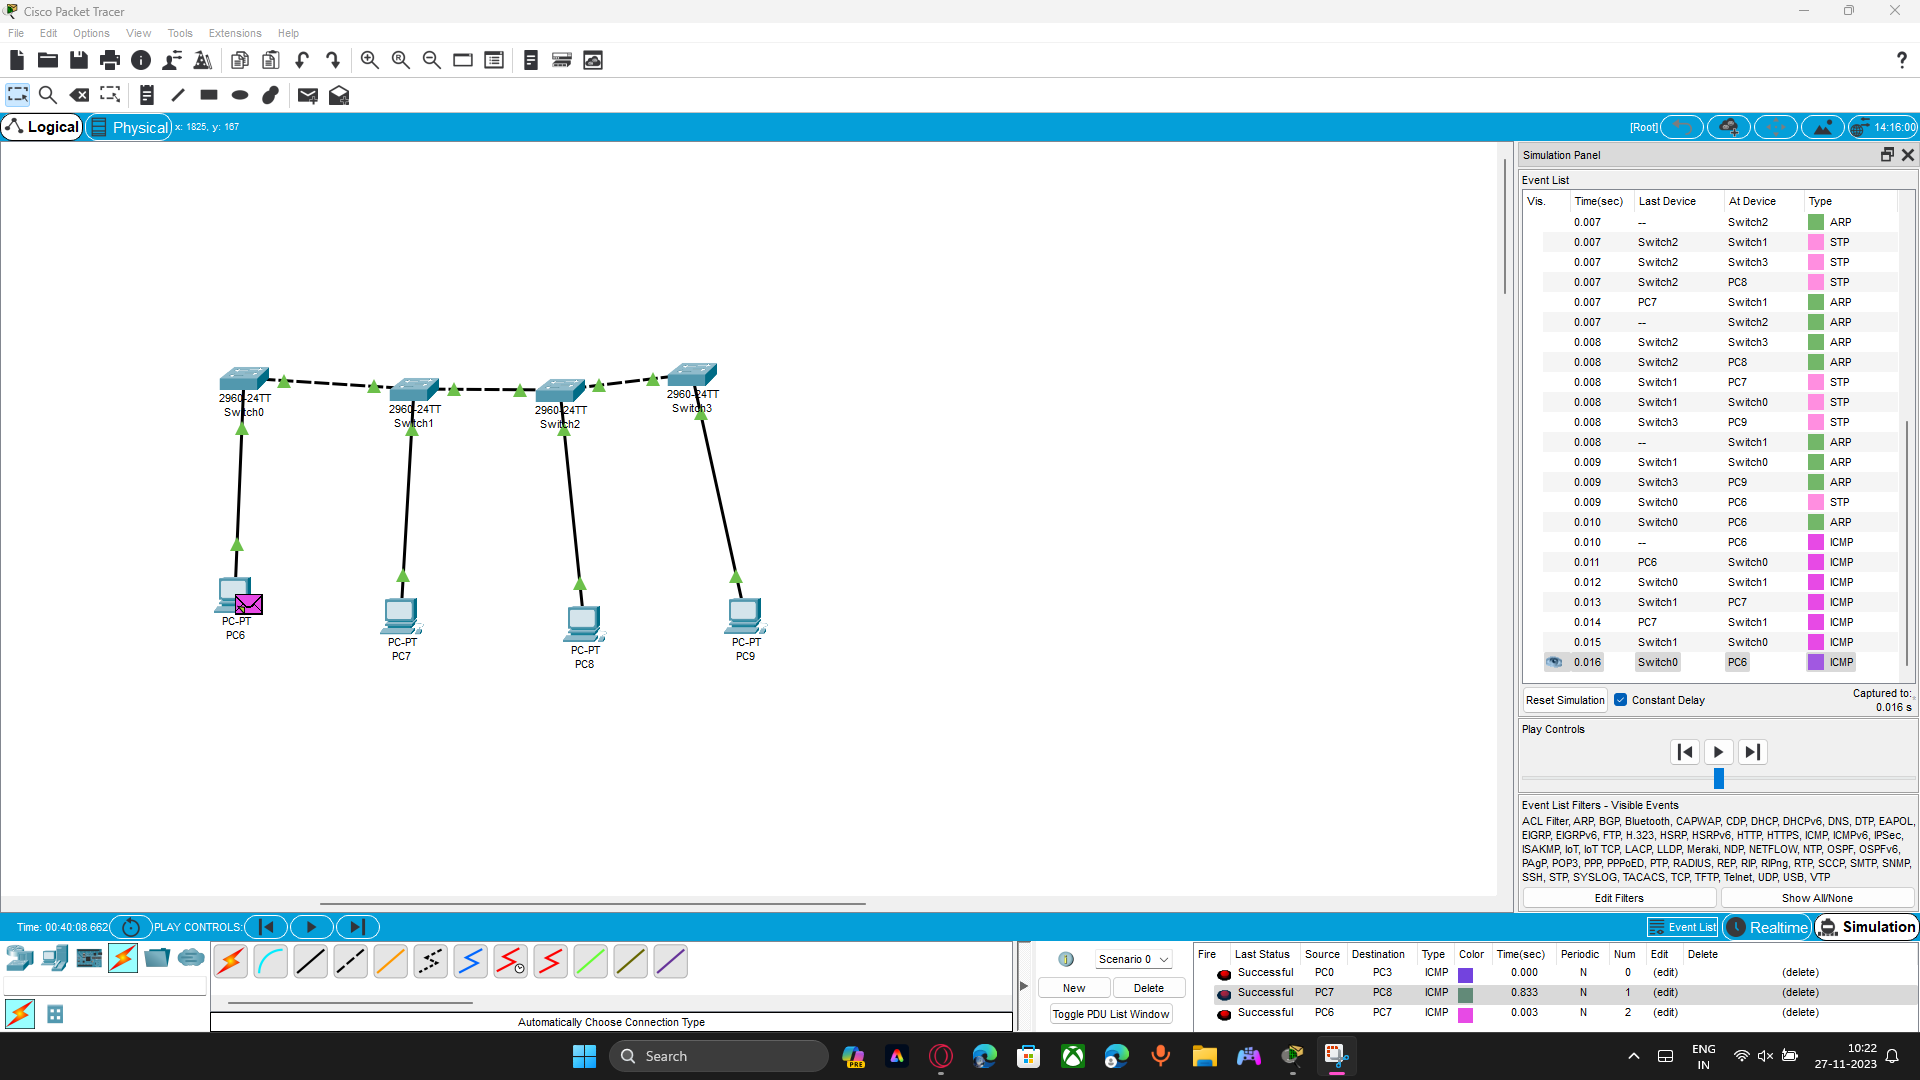 Cisco Packet Tracer
File Edit Options View Tools Extensions Help
Logical Physical x: 1825, y: 167
[Root] 14:16:00
2960-24TT
Switch0
2960-24TT
Switch1
2960-24TT
Switch2
2960-24TT
Switch3
PC-PT
PC6
PC-PT
PC7
PC-PT
PC8
PC-PT
PC9
Simulation Panel
Event List
Vis. Time(sec) Last Device At Device Type
0.007 -- Switch2 ARP
0.007 Switch2 Switch1 STP
0.007 Switch2 Switch3 STP
0.007 Switch2 PC8 STP
0.007 PC7 Switch1 ARP
0.007 -- Switch2 ARP
0.008 Switch2 Switch3 ARP
0.008 Switch2 PC8 ARP
0.008 Switch1 PC7 STP
0.008 Switch1 Switch0 STP
0.008 Switch3 PC9 STP
0.008 -- Switch1 ARP
0.009 Switch1 Switch0 ARP
0.009 Switch3 PC9 ARP
0.009 Switch0 PC6 STP
0.010 Switch0 PC6 ARP
0.010 -- PC6 ICMP
0.011 PC6 Switch0 ICMP
0.012 Switch0 Switch1 ICMP
0.013 Switch1 PC7 ICMP
0.014 PC7 Switch1 ICMP
0.015 Switch1 Switch0 ICMP
0.016 Switch0 PC6 ICMP
Reset Simulation Constant Delay Captured to:
0.016 s
Play Controls
Event List Filters - Visible Events
ACL Filter, ARP, BGP, Bluetooth, CAPWAP, CDP, DHCP, DHCPv6, DNS, DTP, EAPOL,
EIGRP, EIGRPv6, FTP, H.323, HSRP, HSRPv6, HTTP, HTTPS, ICMP, ICMPv6, IPSec,
ISAKMP, IoT, IoT TCP, LACP, LLDP, Meraki, NDP, NETFLOW, NTP, OSPF, OSPFv6,
PAgP, POP3, PPP, PPPoED, PTP, RADIUS, REP, RIP, RIPng, RTP, SCCP, SMTP, SNMP,
SSH, STP, SYSLOG, TACACS, TCP, TFTP, Telnet, UDP, USB, VTP
Edit Filters Show All/None
Time: 00:40:08.662 PLAY CONTROLS: Event List Realtime Simulation
Automatically Choose Connection Type
Scenario 0
New Delete
Toggle PDU List Window
Fire Last Status Source Destination Type Color Time(sec) Periodic Num Edit Delete
Successful PC0 PC3 ICMP 0.000 N 0 (edit) (delete)
Successful PC7 PC8 ICMP 0.833 N 1 (edit) (delete)
Successful PC6 PC7 ICMP 0.003 N 2 (edit) (delete)
Search
PRE
ENG
IN
10:22
27-11-2023